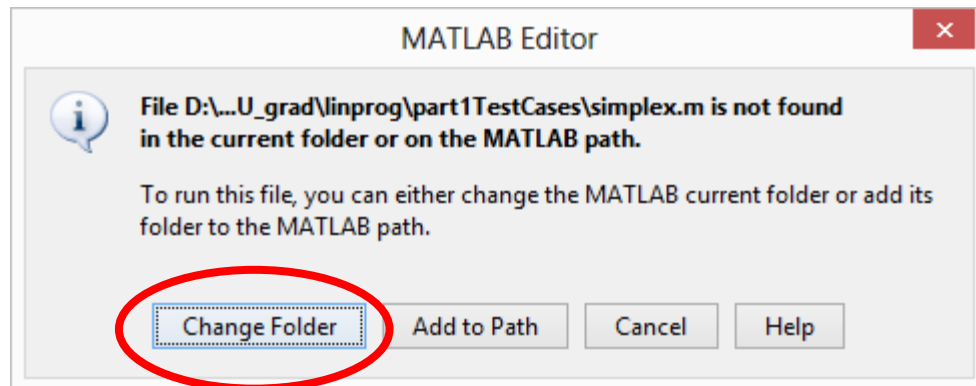 MATLAB Editor
File D:\...U_grad\linprog\part1TestCases\simplex.m is not found
in the current folder or on the MATLAB path.
To run this file, you can either change the MATLAB current folder or add its
folder to the MATLAB path.
Change Folder Add to Path Cancel Help